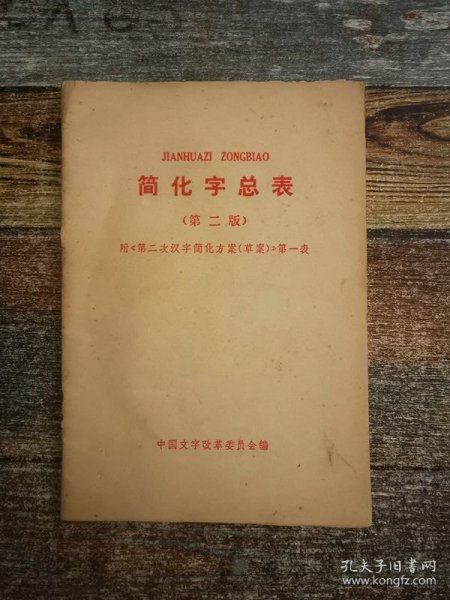 JIANHUAZI ZONGBIAO
简化字总表
(第二版)
附《第二次汉字简化方案(草案)》第一表
中国文字改革委员会编
孔夫子旧书网
www.kongfz.com